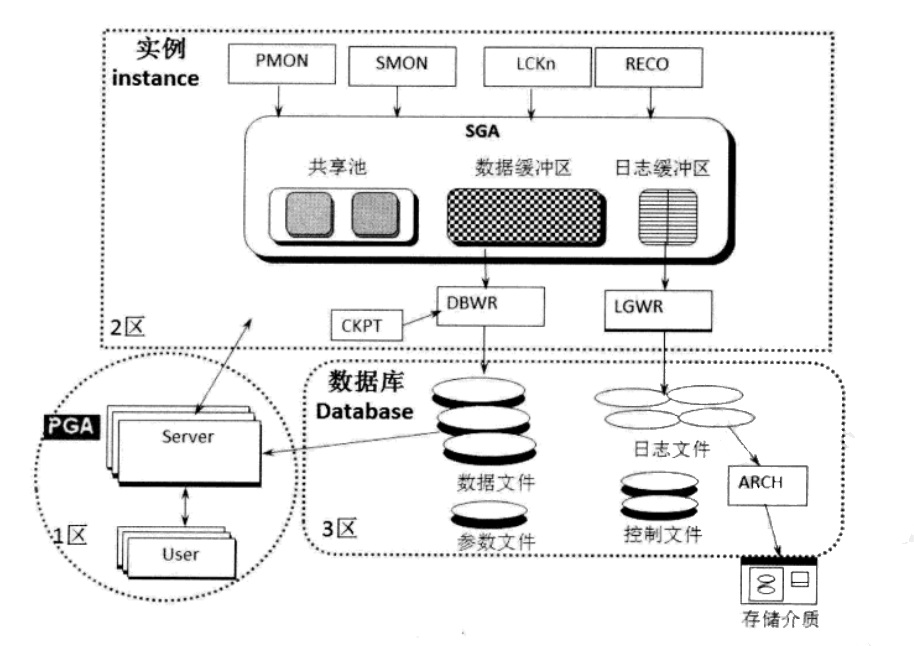 实例
instance
PMON
SMON
LCKn
RECO
SGA
共享池
数据缓冲区
日志缓冲区
DBWR
LGWR
CKPT
2区
数据库
Database
PGA
Server
日志文件
数据文件
ARCH
1区
User
3区
参数文件
控制文件
存储介质